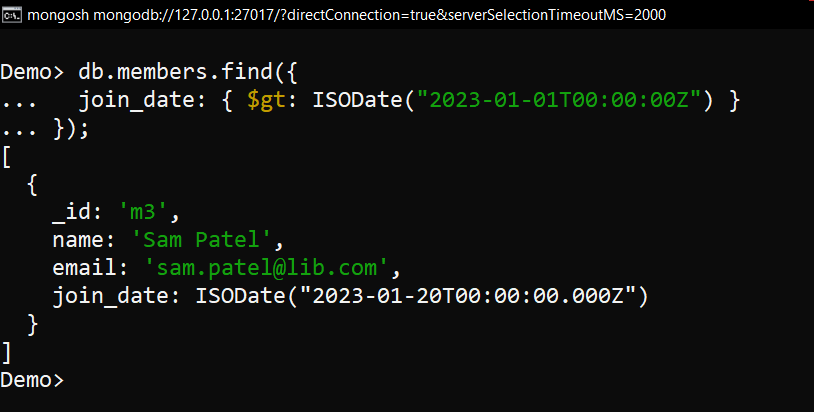 mongosh mongodb://127.0.0.1:27017/?directConnection=true&serverSelectionTimeoutMS=2000
Demo> db.members.find({
...   join_date: { $gt: ISODate("2023-01-01T00:00:00Z") }
... });
[
  {
    _id: 'm3',
    name: 'Sam Patel',
    email: 'sam.patel@lib.com',
    join_date: ISODate("2023-01-20T00:00:00.000Z")
  }
]
Demo>